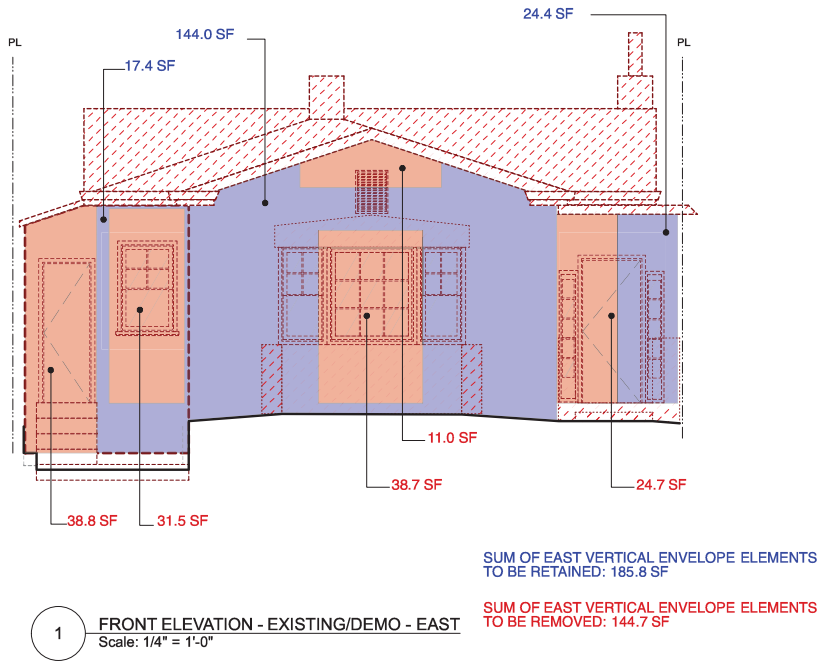 24.4 SF
144.0 SF
PL
PL
17.4 SF
11.0 SF
38.7 SF
24.7 SF
38.8 SF
31.5 SF
SUM OF EAST VERTICAL ENVELOPE ELEMENTS
TO BE RETAINED: 185.8 SF
SUM OF EAST VERTICAL ENVELOPE ELEMENTS
TO BE REMOVED: 144.7 SF
1
FRONT ELEVATION - EXISTING/DEMO - EAST
Scale: 1/4" = 1'-0"